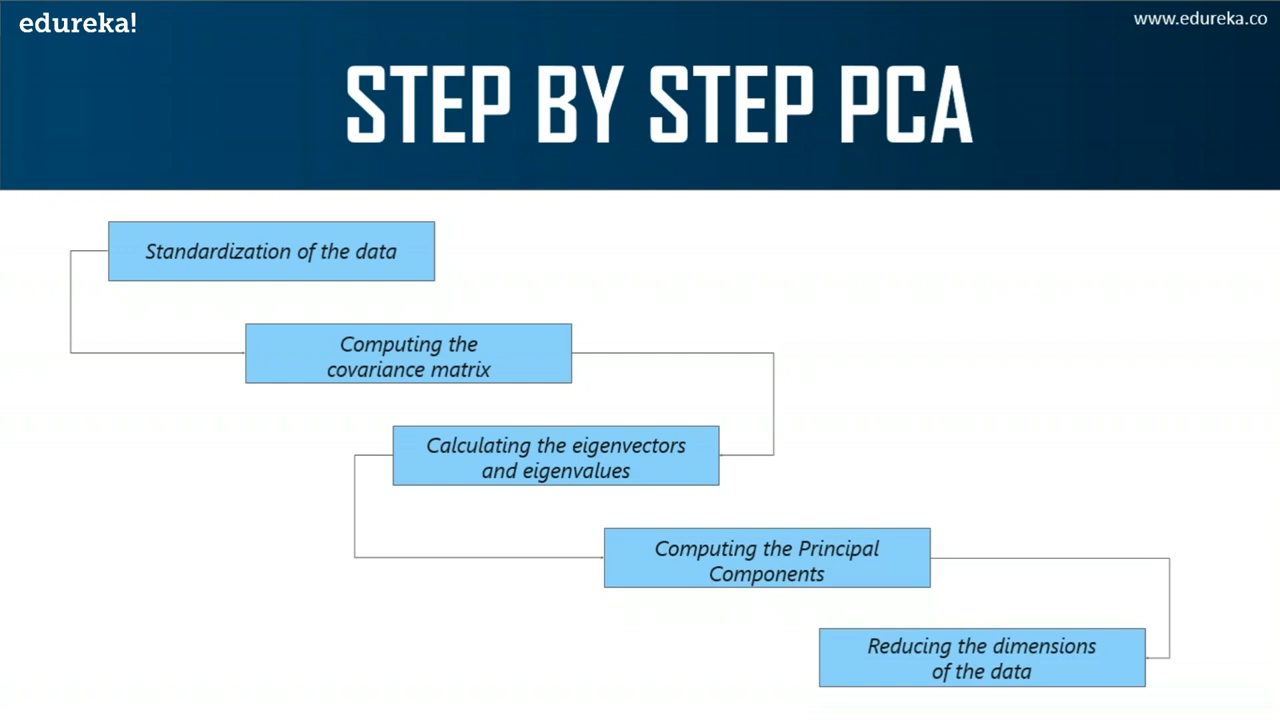 edureka!
www.edureka.co
STEP BY STEP PCA
Standardization of the data
Computing the
covariance matrix
Calculating the eigenvectors
and eigenvalues
Computing the Principal
Components
Reducing the dimensions
of the data